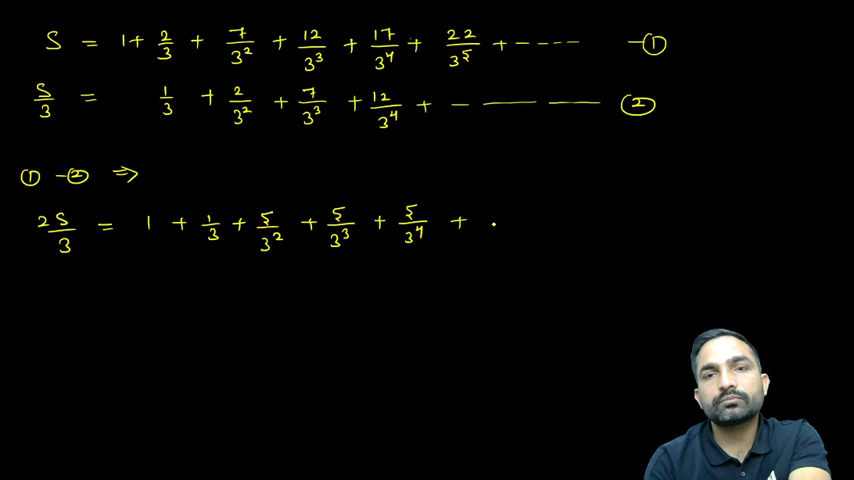 S = 1 + 2/3 + 7/3² + 12/3³ + 17/3⁴ + 22/3⁵ + ---- —①
S/3 = 1/3 + 2/3² + 7/3³ + 12/3⁴ + — —— —— ②
① - ② ⇒
2S/3 = 1 + 1/3 + 5/3² + 5/3³ + 5/3⁴ + .